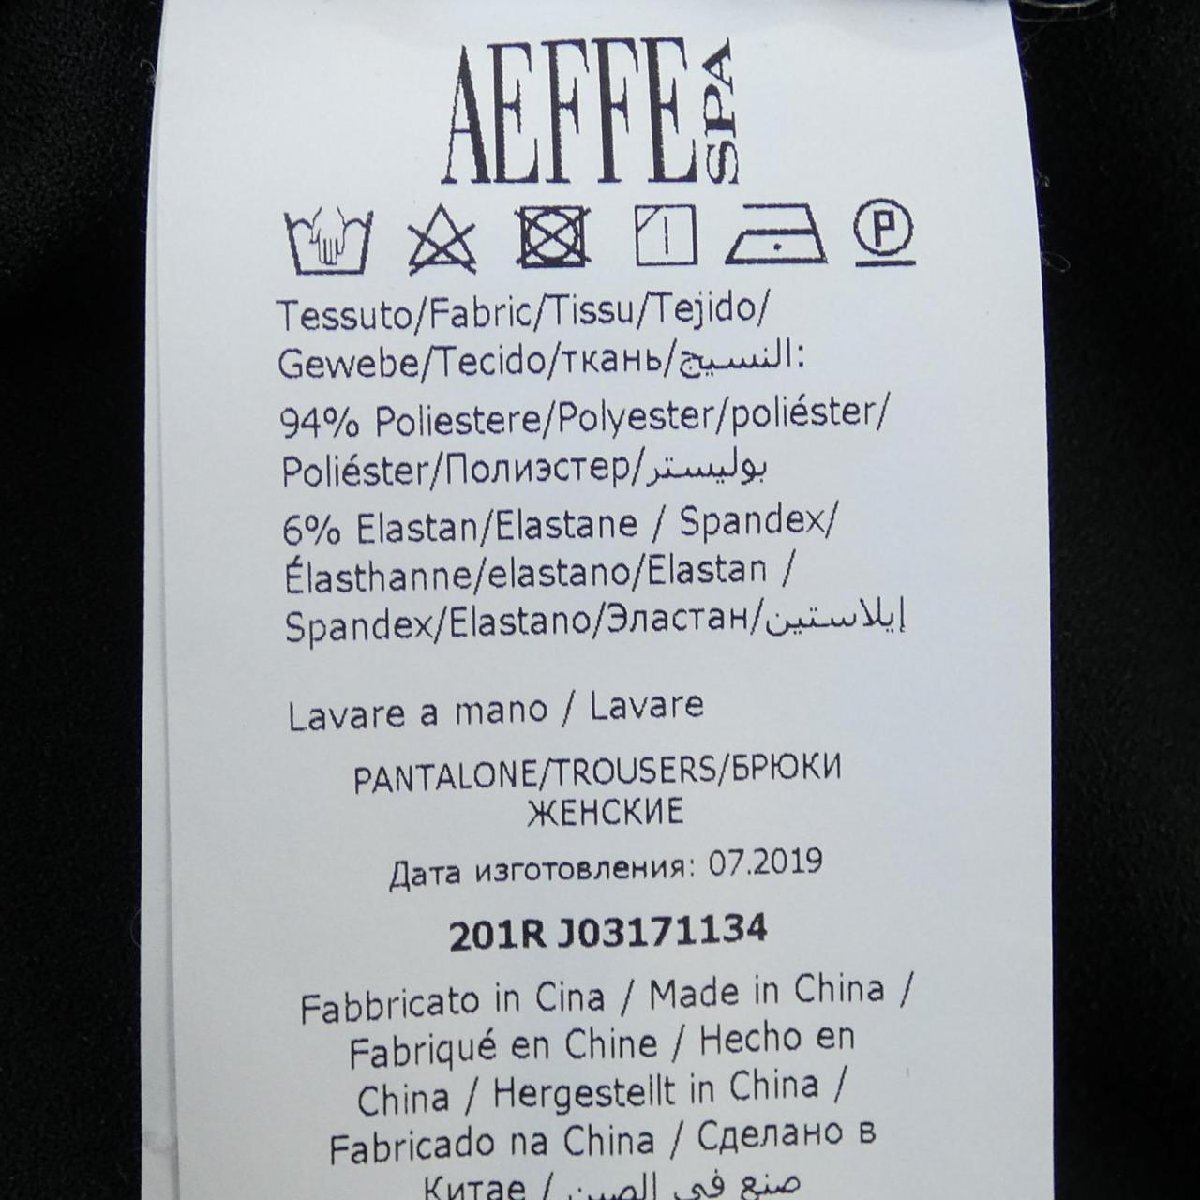 AEFFE SPA
P
Tessuto/Fabric/Tissu/Tejido/
Gewebe/Tecido/ткань/النسيج:
94% Poliestere/Polyester/poliéster/
Poliéster/Полиэстер/بوليستر
6% Elastan/Elastane / Spandex/
Élasthanne/elastano/Elastan /
Spandex/Elastano/Эластан/إيلاستين
Lavare a mano / Lavare
PANTALONE/TROUSERS/БРЮКИ
ЖЕНСКИЕ
Дата изготовления: 07.2019
201R J03171134
Fabbricato in Cina / Made in China /
Fabriqué en Chine / Hecho en
China / Hergestellt in China /
Fabricado na China / Сделано в
Китае / صنع في الصين